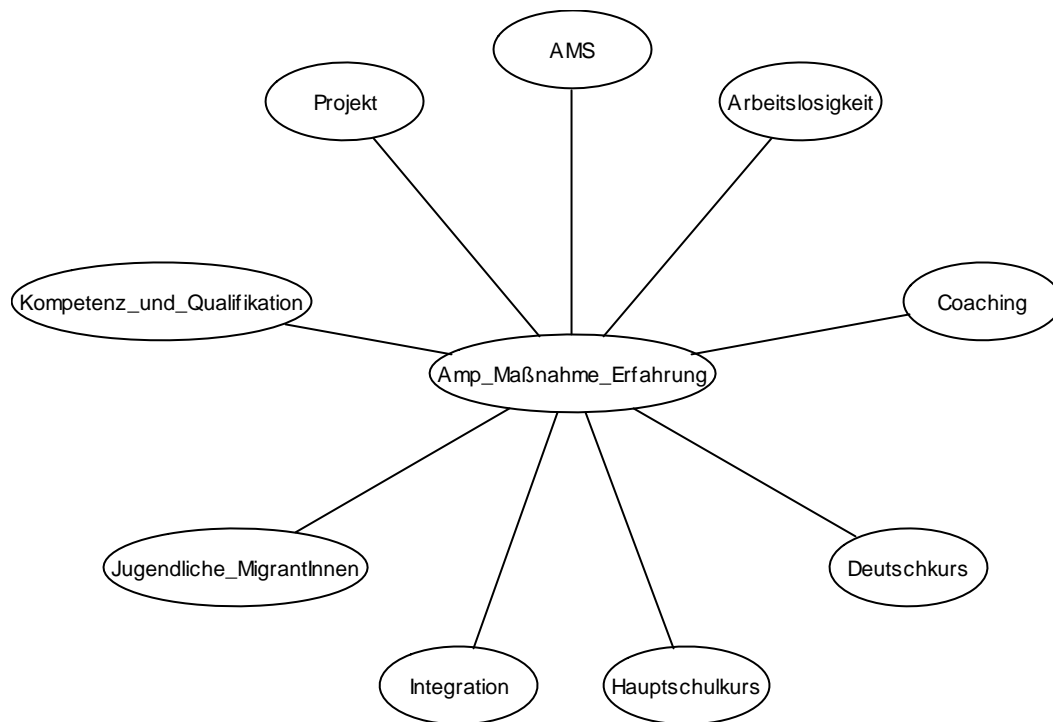 AMS
Projekt
Arbeitslosigkeit
Kompetenz_und_Qualifikation
Coaching
Amp_Maßnahme_Erfahrung
Jugendliche_MigrantInnen
Deutschkurs
Integration
Hauptschulkurs